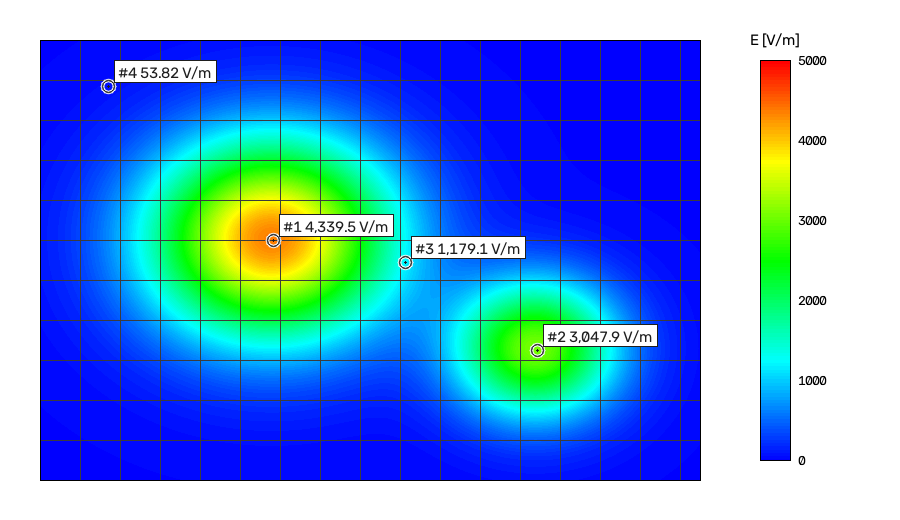 E [V/m]
#4 53.82 V/m
#1 4,339.5 V/m
#3 1,179.1 V/m
#2 3,047.9 V/m
5000
4000
3000
2000
1000
0